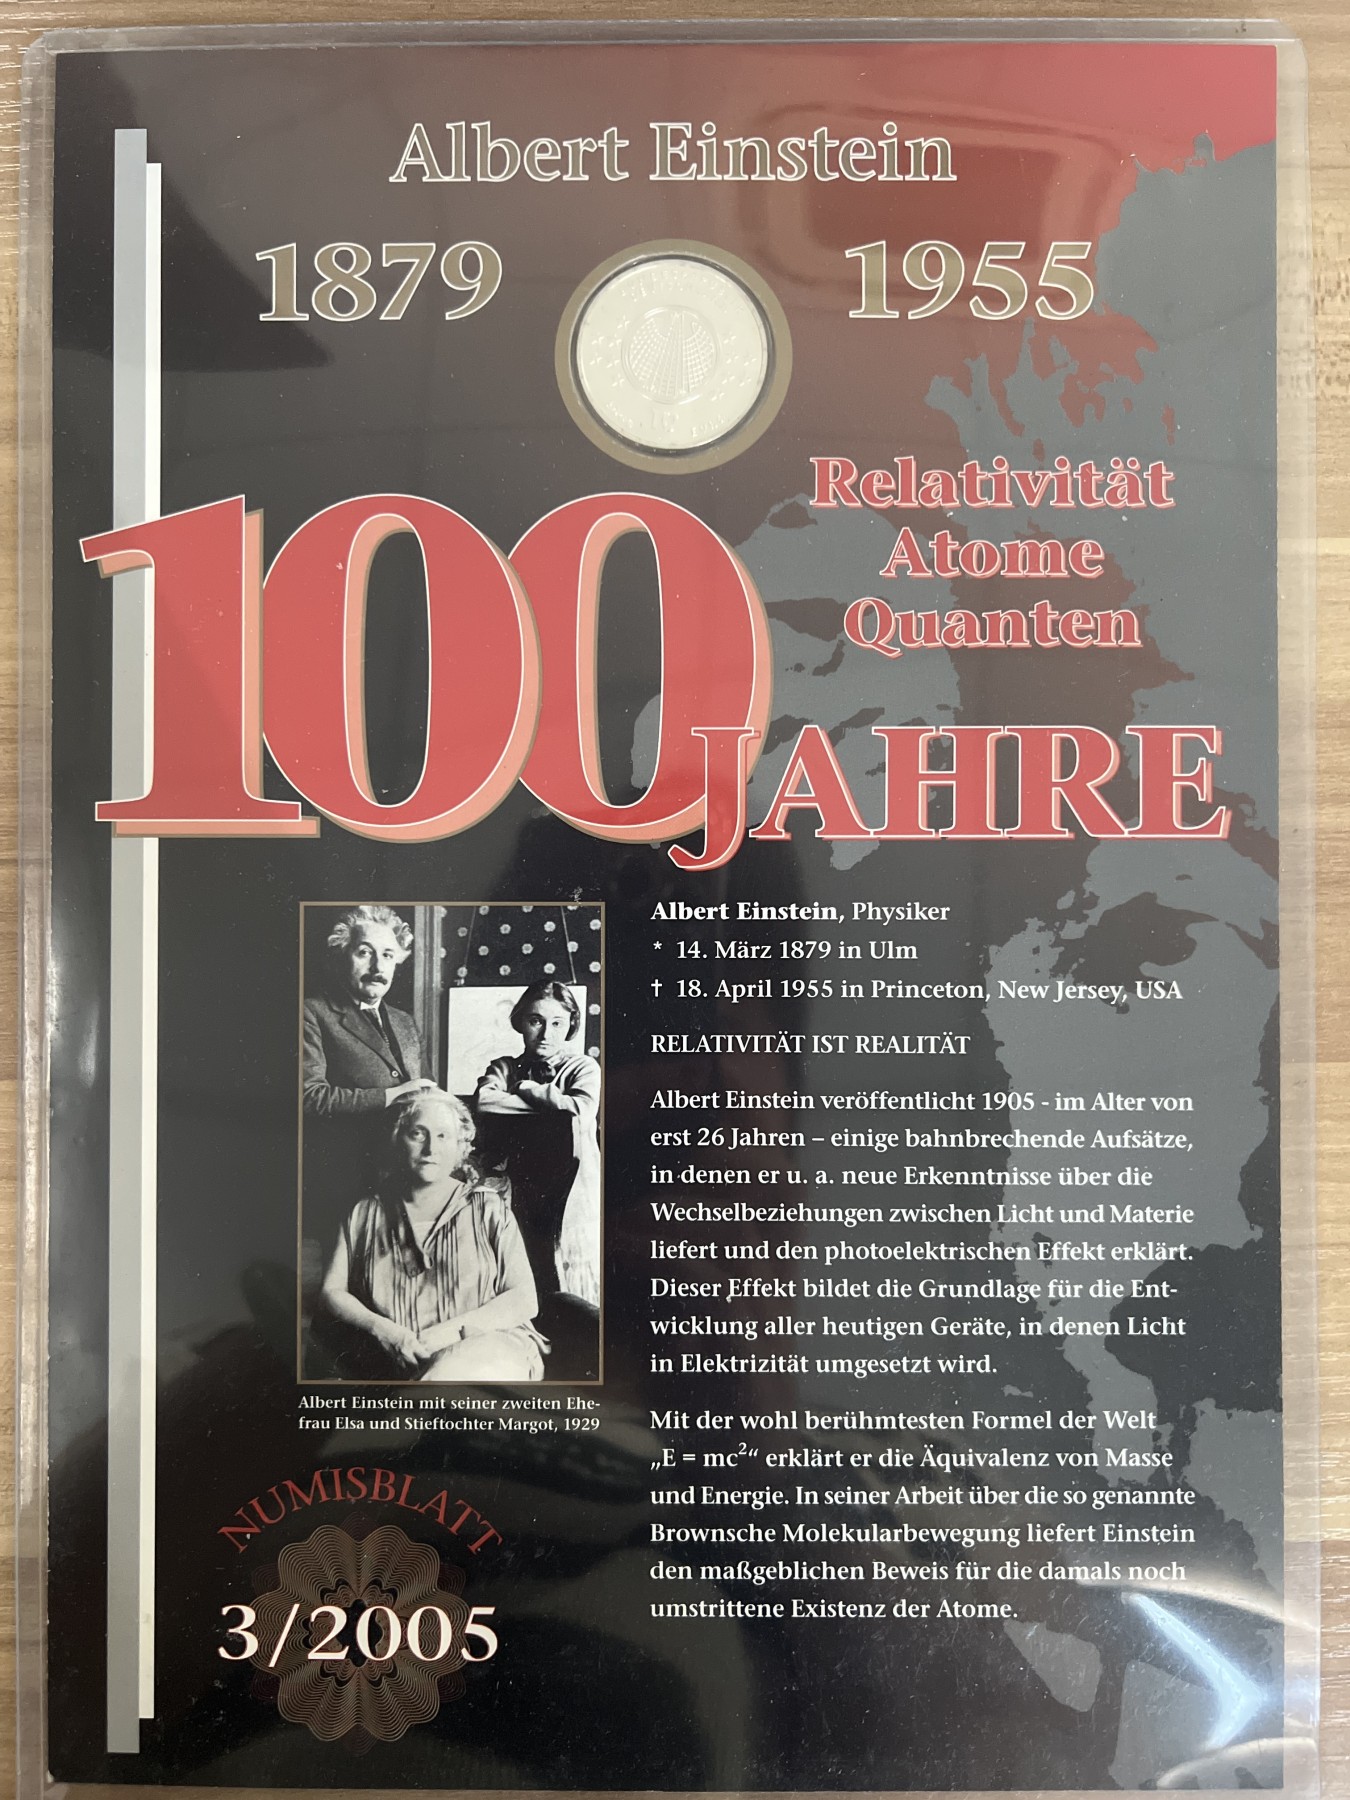 Albert Einstein
1879 1955
Relativität
Atome
Quanten
100 JAHRE
Albert Einstein, Physiker
* 14. März 1879 in Ulm
† 18. April 1955 in Princeton, New Jersey, USA
RELATIVITÄT IST REALITÄT
Albert Einstein veröffentlicht 1905 - im Alter von
erst 26 Jahren – einige bahnbrechende Aufsätze,
in denen er u. a. neue Erkenntnisse über die
Wechselbeziehungen zwischen Licht und Materie
liefert und den photoelektrischen Effekt erklärt.
Dieser Effekt bildet die Grundlage für die Ent-
wicklung aller heutigen Geräte, in denen Licht
in Elektrizität umgesetzt wird.
Mit der wohl berühmtesten Formel der Welt
„E = mc²“ erklärt er die Äquivalenz von Masse
und Energie. In seiner Arbeit über die so genannte
Brownsche Molekularbewegung liefert Einstein
den maßgeblichen Beweis für die damals noch
umstrittene Existenz der Atome.
Albert Einstein mit seiner zweiten Ehe-
frau Elsa und Stieftochter Margot, 1929
NUMISBLATT
3/2005